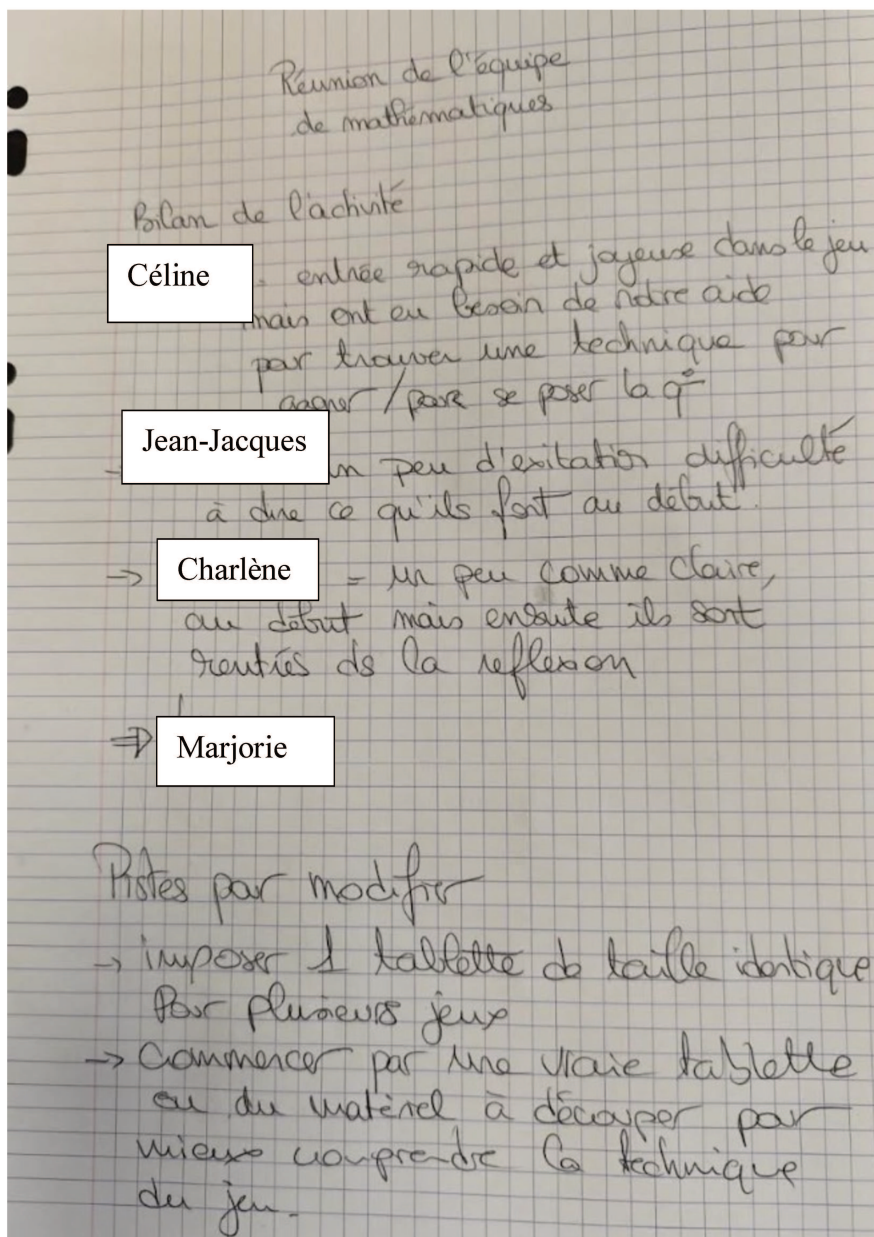 Réunion de l'équipe
de mathématiques
Bilan de l'activité
Céline . entrée rapide et joyeuse dans le jeu
mais ont eu besoin de notre aide
pour trouver une technique pour
gagner / pour se poser la q°
Jean-Jacques un peu d'exitation difficulté
à dire ce qu'ils font au début.
→ Charlène = un peu comme Claire,
au début mais ensuite ils sont
rentrés ds la reflexion
⇒ Marjorie
Pistes pour modifier
→ imposer 1 tablette de taille identique
Pour plusieurs jeux
→ Commencer par une vraie tablette
ou du matériel à découper pour
mieux comprendre la technique
du jeu.